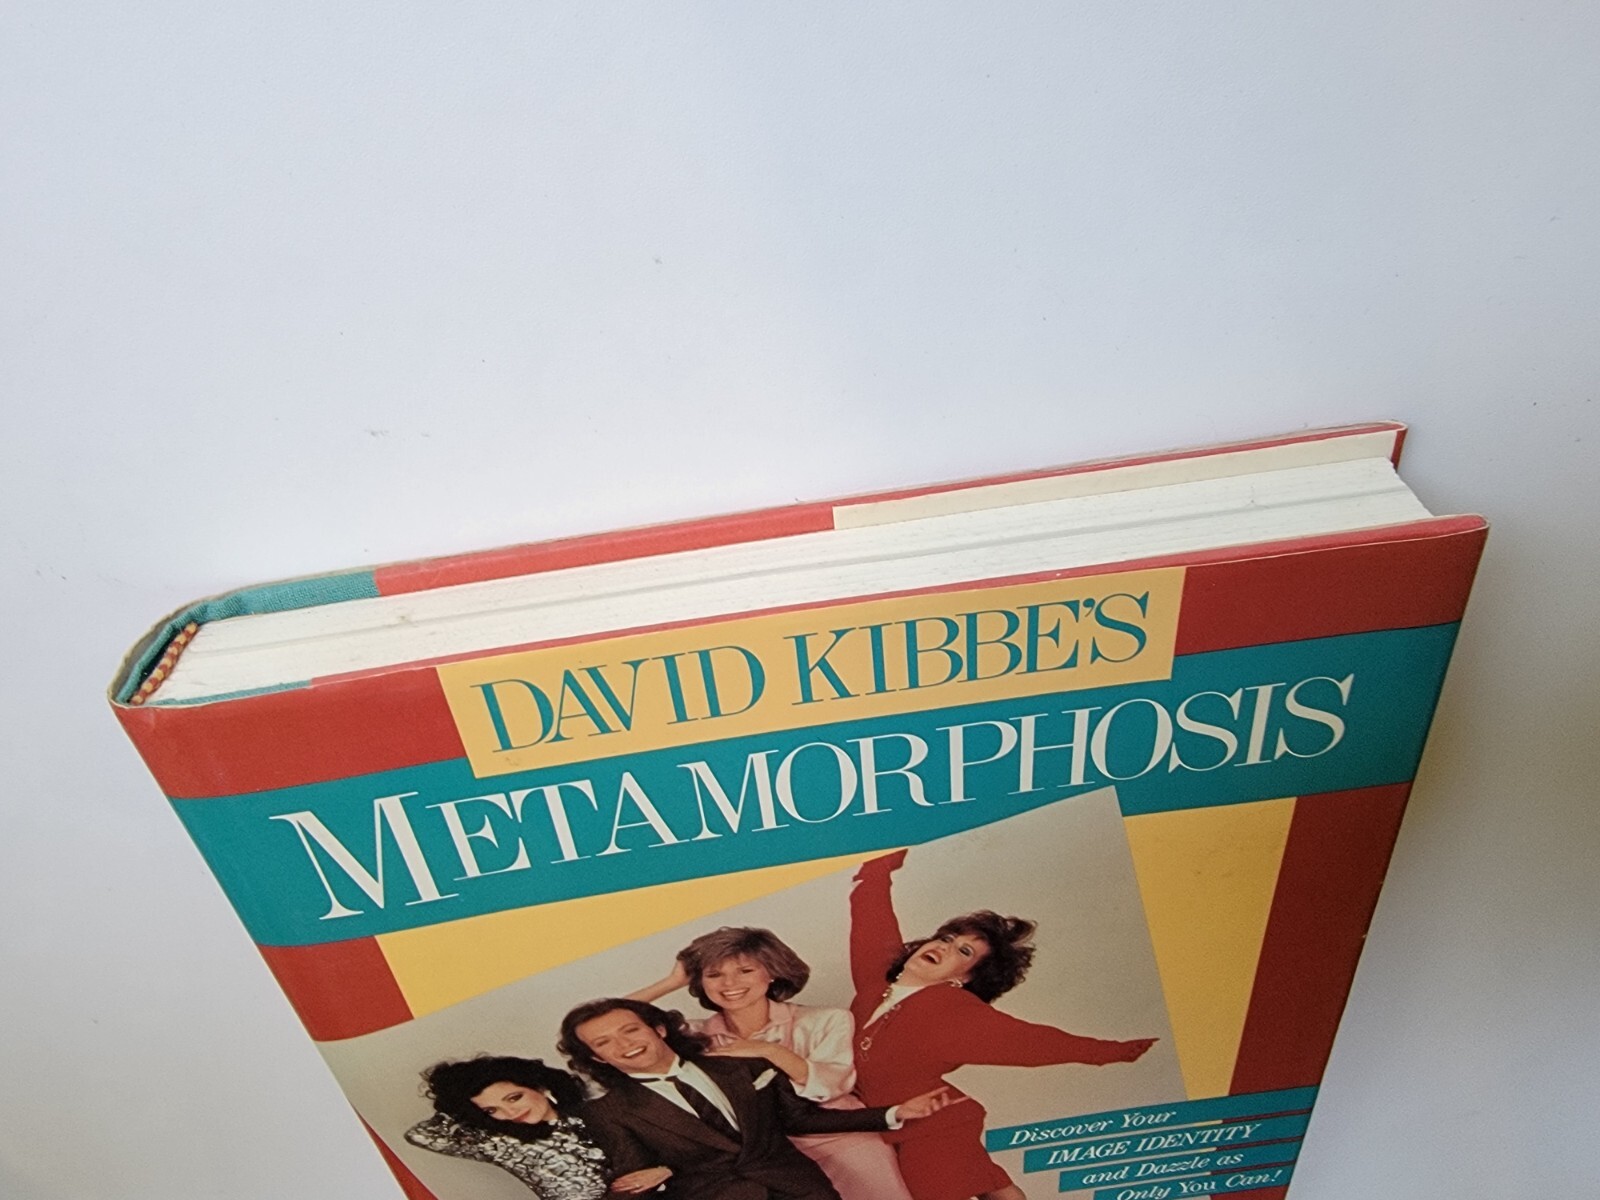 DAVID KIBBE'S
METAMORPHOSIS
Discover Your
IMAGE IDENTITY
and Dazzle as
Only You Can!